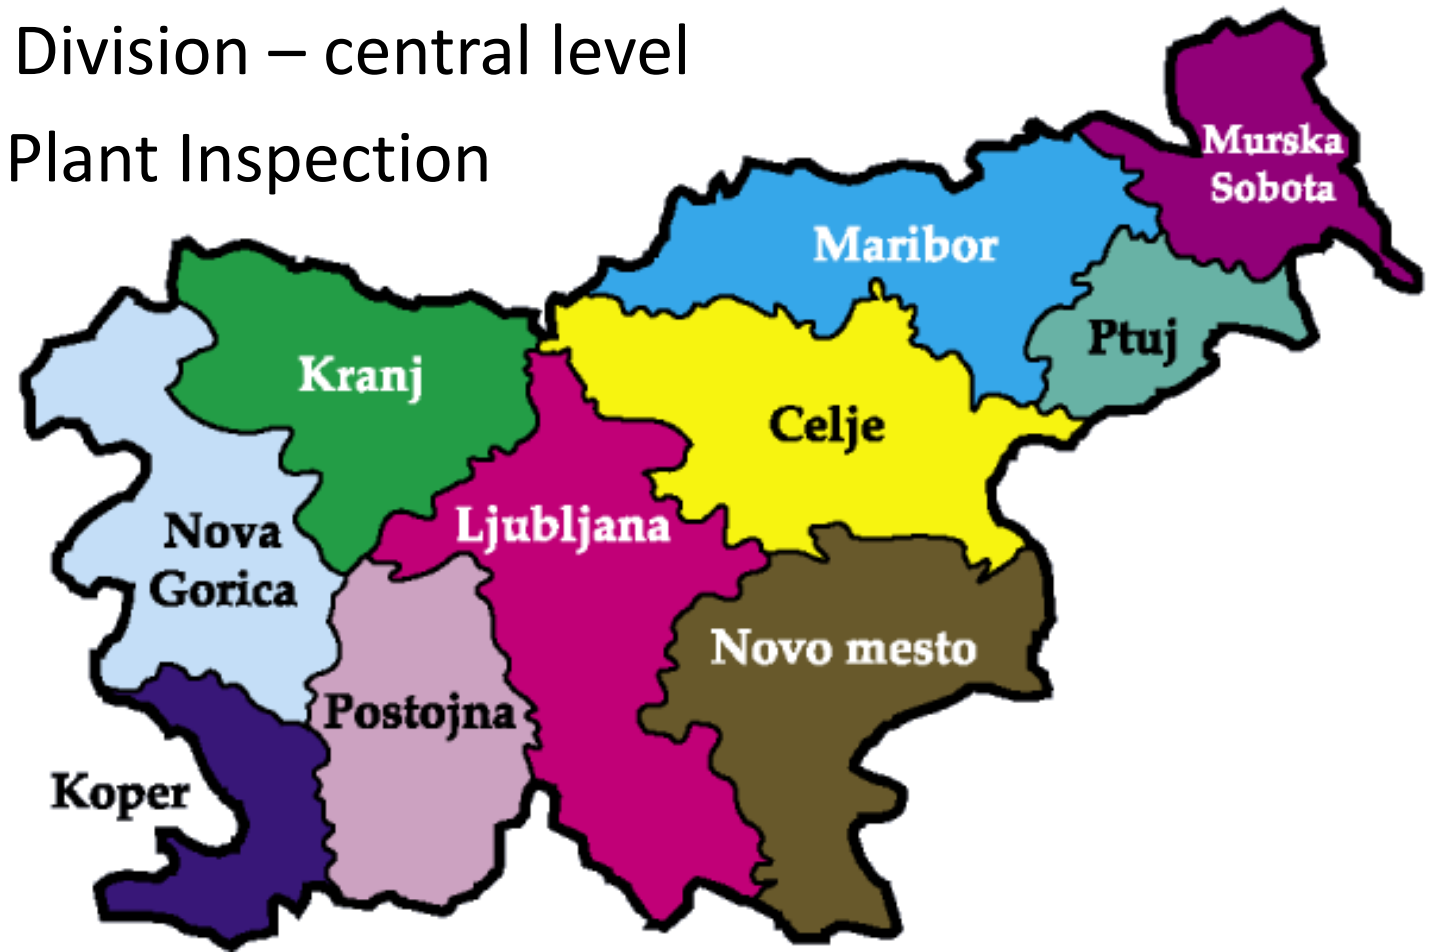 Division – central level
Plant Inspection
Murska
Sobota
Maribor
Ptuj
Kranj
Celje
Ljubljana
Nova
Gorica
Novo mesto
Postojna
Koper